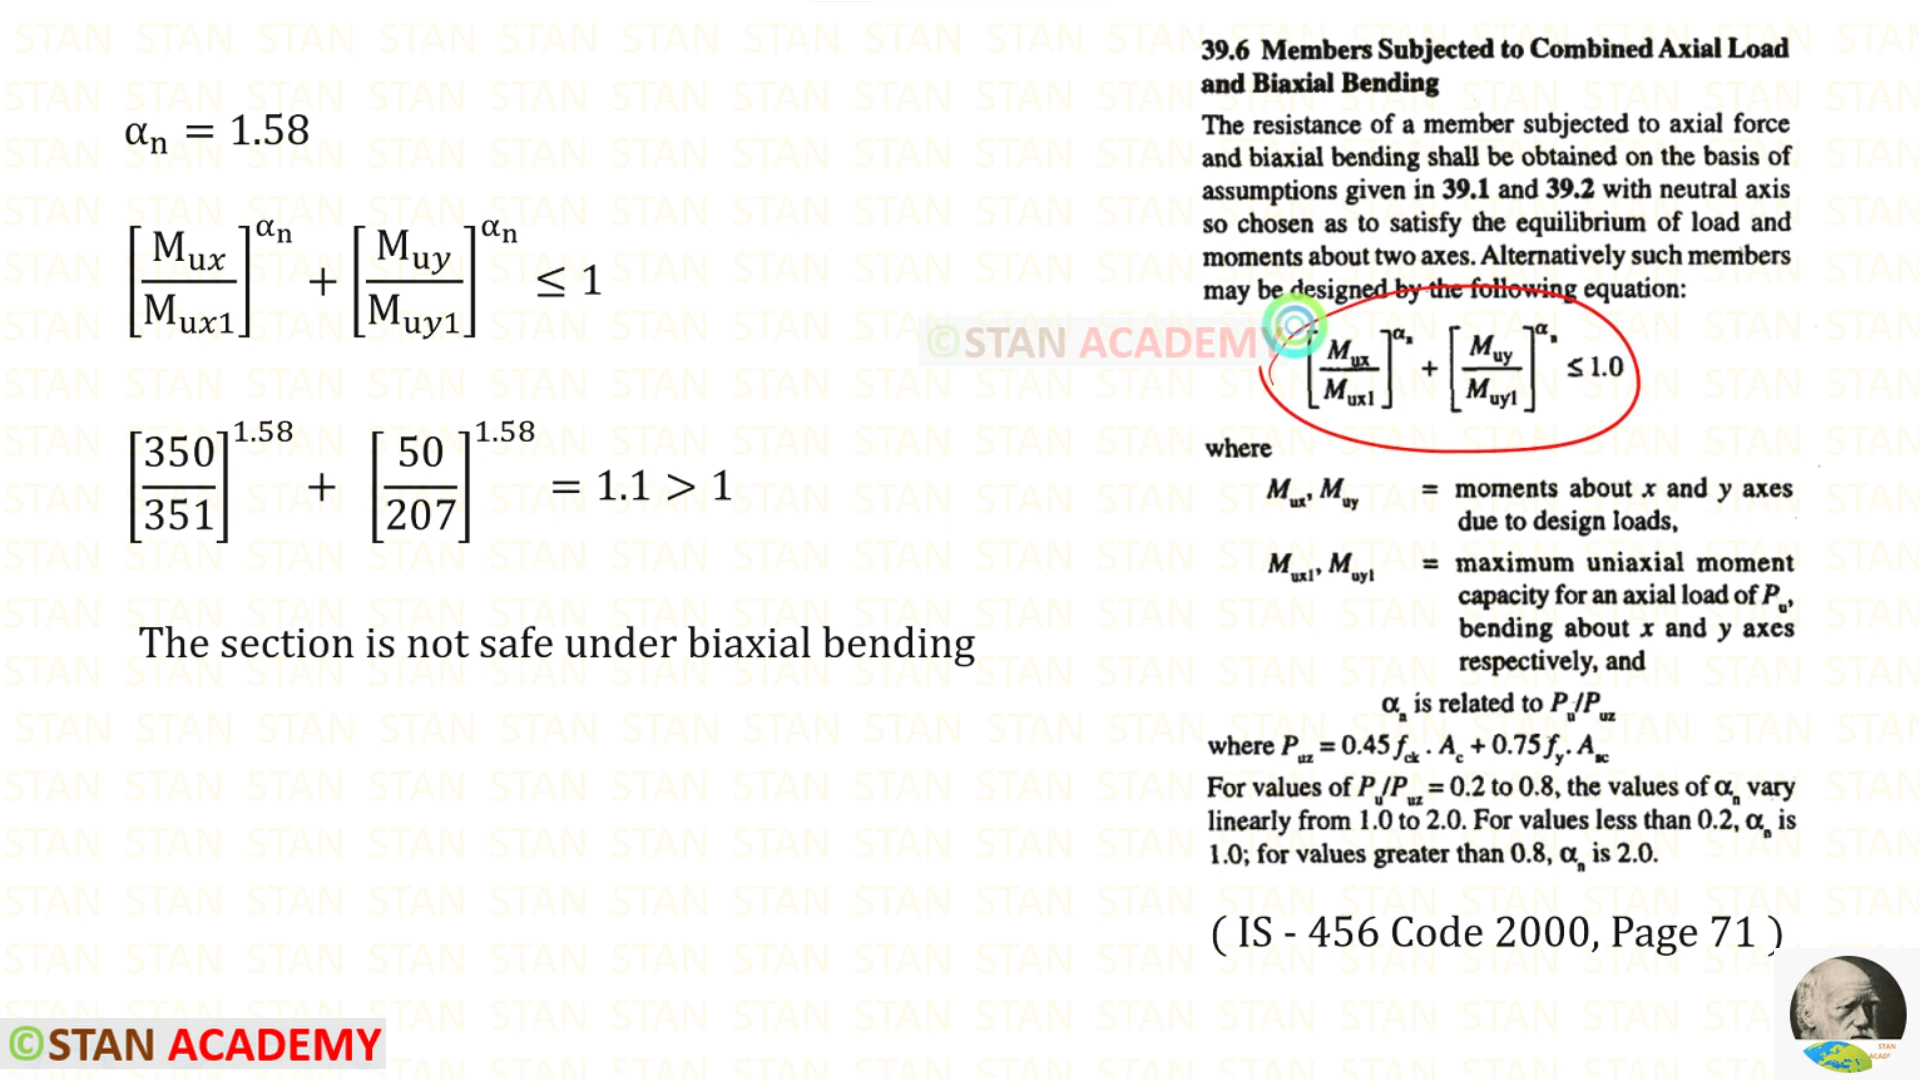 αn = 1.58
[Mux/Mux1]^αn + [Muy/Muy1]^αn ≤ 1
[350/351]^1.58 + [50/207]^1.58 = 1.1 > 1
The section is not safe under biaxial bending
39.6 Members Subjected to Combined Axial Load
and Biaxial Bending
The resistance of a member subjected to axial force
and biaxial bending shall be obtained on the basis of
assumptions given in 39.1 and 39.2 with neutral axis
so chosen as to satisfy the equilibrium of load and
moments about two axes. Alternatively such members
may be designed by the following equation:
[Mux/Mux1]^αn + [Muy/Muy1]^αn ≤ 1.0
where
Mux, Muy = moments about x and y axes
due to design loads,
Mux1, Muy1 = maximum uniaxial moment
capacity for an axial load of Pu,
bending about x and y axes
respectively, and
αn is related to Pu/Puz
where Puz = 0.45 fck . Ac + 0.75 fy . Asc
For values of Pu/Puz = 0.2 to 0.8, the values of αn vary
linearly from 1.0 to 2.0. For values less than 0.2, αn is
1.0; for values greater than 0.8, αn is 2.0.
( IS - 456 Code 2000, Page 71 )
©STAN ACADEMY
©STAN ACADEMY
STAN